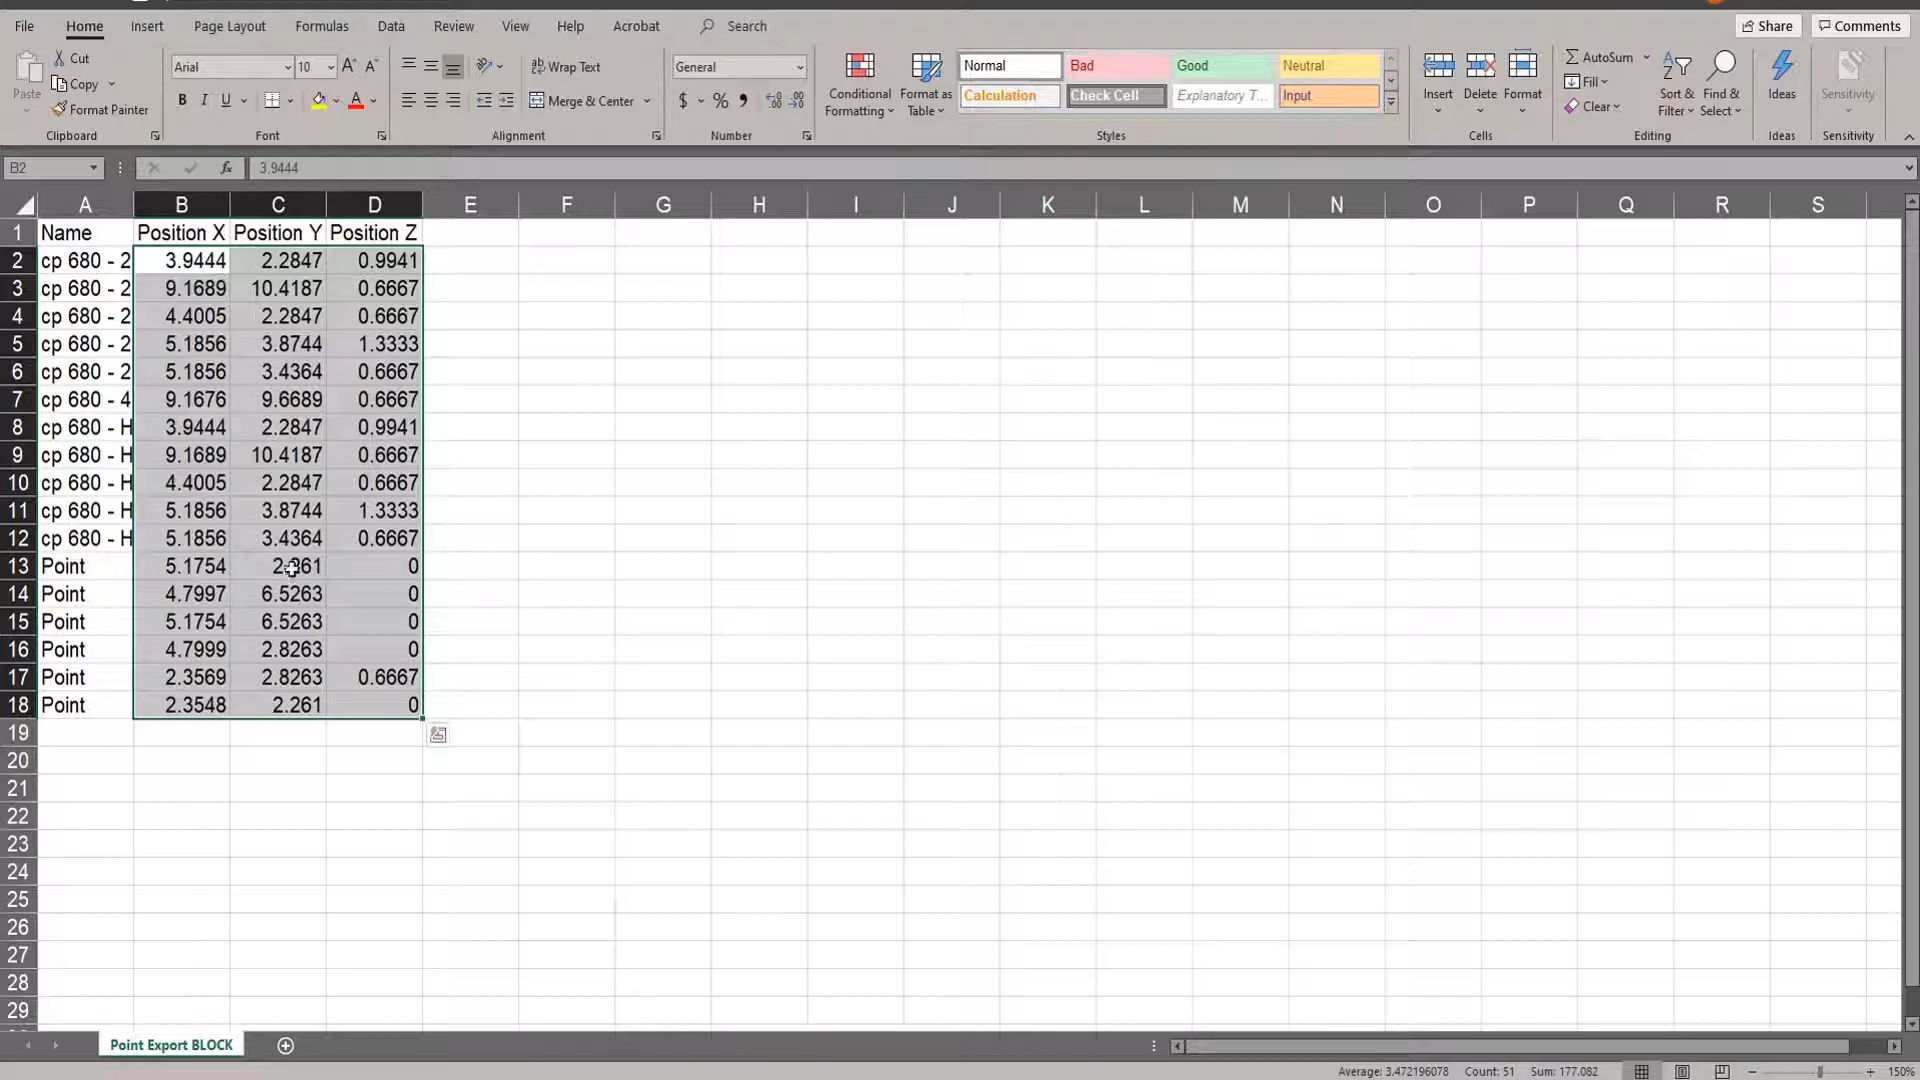 File Home Insert Page Layout Formulas Data Review View Help Acrobat Search Share Comments
Paste Cut Copy Format Painter
Arial 10 A A B I U A
Wrap Text Merge & Center
General $ %
Conditional Formatting Format as Table
Normal Bad Good Neutral
Calculation Check Cell Explanatory T... Input
Insert Delete Format
AutoSum Fill Clear Sort & Filter Find & Select
Ideas Sensitivity
Clipboard Font Alignment Number Styles Cells Editing Ideas Sensitivity
B2 fx 3.9444
A B C D E F G H I J K L M N O P Q R S
1 Name Position X Position Y Position Z
2 cp 680 - 2 3.9444 2.2847 0.9941
3 cp 680 - 2 9.1689 10.4187 0.6667
4 cp 680 - 2 4.4005 2.2847 0.6667
5 cp 680 - 2 5.1856 3.8744 1.3333
6 cp 680 - 2 5.1856 3.4364 0.6667
7 cp 680 - 4 9.1676 9.6689 0.6667
8 cp 680 - H 3.9444 2.2847 0.9941
9 cp 680 - H 9.1689 10.4187 0.6667
10 cp 680 - H 4.4005 2.2847 0.6667
11 cp 680 - H 5.1856 3.8744 1.3333
12 cp 680 - H 5.1856 3.4364 0.6667
13 Point 5.1754 0
14 Point 4.7997 6.5263 0
15 Point 5.1754 6.5263 0
16 Point 4.7999 2.8263 0
17 Point 2.3569 2.8263 0.6667
18 Point 2.3548 2.261 0
19
20
21
22
23
24
25
26
27
28
29
Point Export BLOCK
Average: 3.472196078 Count: 51 Sum: 177.082 150%